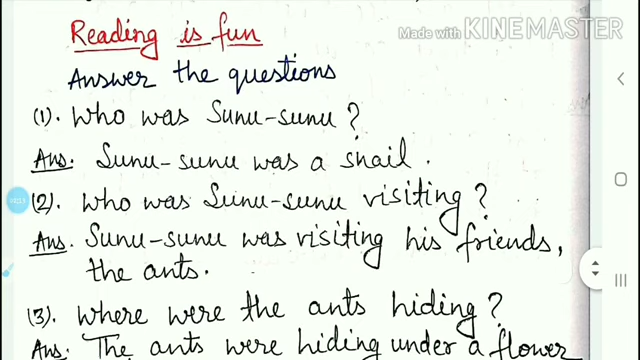 Made with KINEMASTER
Reading is fun
Answer the questions
(1). Who was Sunu-sunu ?
Ans: Sunu-sunu was a snail.
(2). Who was Sunu-sunu visiting ?
Ans. Sunu-sunu was visiting his friends,
the ants.
(3). Where were the ants hiding ?
Ans: The ants were hiding under a flower